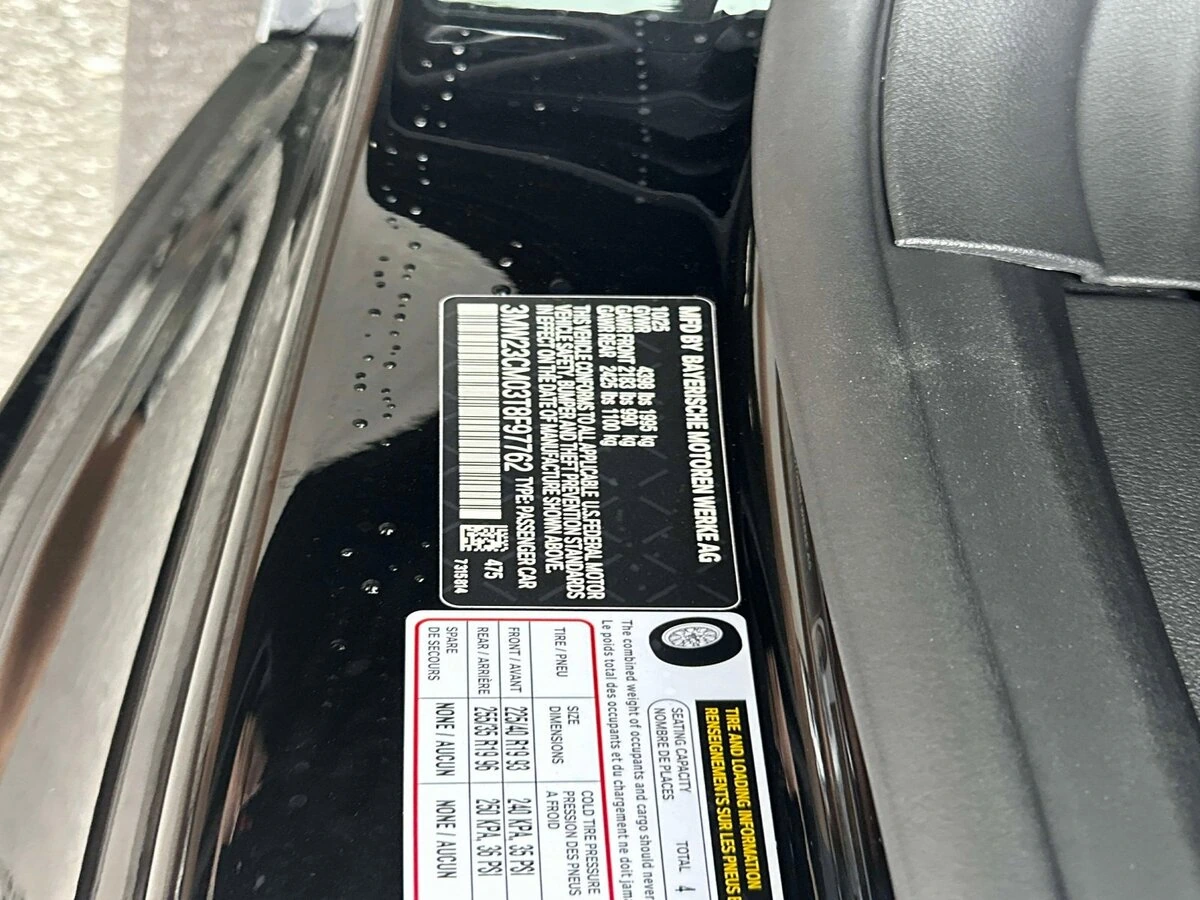 MFD BY BAYERISCHE MOTOREN WERKE AG
10/25
GVWR 4398 lbs 1995 kg
GAWR FRONT 2183 lbs 990 kg
GAWR REAR 2425 lbs 1100 kg
THIS VEHICLE CONFORMS TO ALL APPLICABLE U.S. FEDERAL MOTOR
VEHICLE SAFETY, BUMPER AND THEFT PREVENTION STANDARDS
IN EFFECT ON THE DATE OF MANUFACTURE SHOWN ABOVE.
3MW23CM03T8F97762 TYPE: PASSENGER CAR
475
7 315 814
TIRE AND LOADING INFORMATION
RENSEIGNEMENTS SUR LES PNEUS
SEATING CAPACITY
NOMBRE DE PLACES
TOTAL 4
The combined weight of occupants and cargo should never
Le poids total des occupants et du chargement ne doit
TIRE / PNEU
SIZE
DIMENSIONS
COLD TIRE PRESSURE
PRESSION DES PNEUS
A FROID
FRONT / AVANT 225/40 R19 93 240 KPA, 35 PSI
REAR / ARRIÈRE 255/35 R19 96 250 KPA, 36 PSI
SPARE
DE SECOURS
NONE / AUCUN NONE / AUCUN